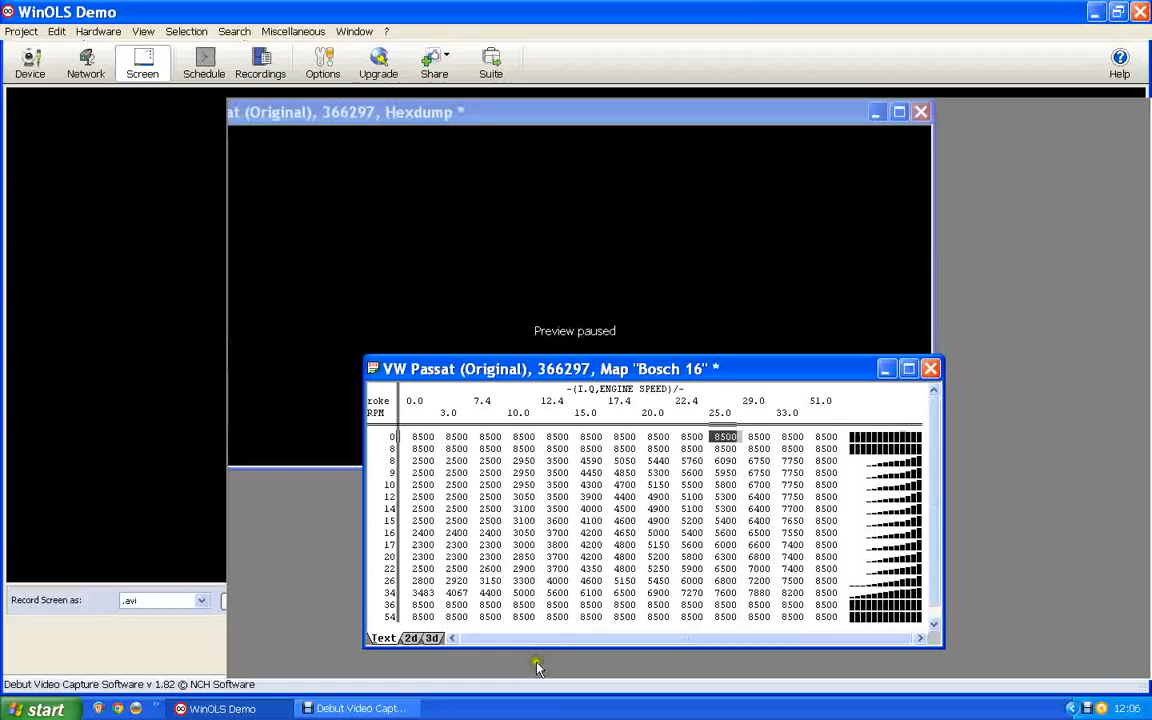 WinOLS Demo
Project Edit Hardware View Selection Search Miscellaneous Window ?
Device Network Screen Schedule Recordings Options Upgrade Share Suite Help
at (Original), 366297, Hexdump *
Preview paused
VW Passat (Original), 366297, Map "Bosch 16" *
-(I.Q,ENGINE SPEED)/-
roke 0.0 7.4 12.4 17.4 22.4 29.0 51.0
RPM 3.0 10.0 15.0 20.0 25.0 33.0
0 8500 8500 8500 8500 8500 8500 8500 8500 8500 8500 8500 8500 8500
8 8500 8500 8500 8500 8500 8500 8500 8500 8500 8500 8500 8500 8500
8 2500 2500 2500 2950 3500 4590 5050 5440 5760 6090 6750 7750 8500
9 2500 2500 2500 2950 3500 4450 4850 5300 5600 5950 6750 7750 8500
10 2500 2500 2500 2950 3500 4300 4700 5150 5500 5800 6700 7750 8500
12 2500 2500 2500 3050 3500 3900 4400 4900 5100 5300 6400 7750 8500
14 2500 2500 2500 3100 3500 4000 4500 4900 5100 5300 6400 7700 8500
15 2500 2500 2500 3100 3600 4100 4600 4900 5200 5400 6400 7650 8500
16 2400 2400 2400 3050 3700 4200 4650 5000 5400 5600 6500 7550 8500
17 2300 2300 2300 3000 3800 4200 4800 5150 5600 6000 6600 7400 8500
20 2300 2300 2300 2850 3700 4200 4800 5200 5800 6300 6800 7400 8500
22 2500 2500 2600 2900 3700 4350 4800 5250 5900 6500 7000 7400 8500
26 2800 2920 3150 3300 4000 4600 5150 5450 6000 6800 7200 7500 8500
34 3483 4067 4400 5000 5600 6100 6500 6900 7270 7600 7880 8200 8500
36 8500 8500 8500 8500 8500 8500 8500 8500 8500 8500 8500 8500 8500
54 8500 8500 8500 8500 8500 8500 8500 8500 8500 8500 8500 8500 8500
Text 2d 3d
Record Screen as: .avi
Debut Video Capture Software v 1.82 © NCH Software
start WinOLS Demo Debut Video Capt... 12:06